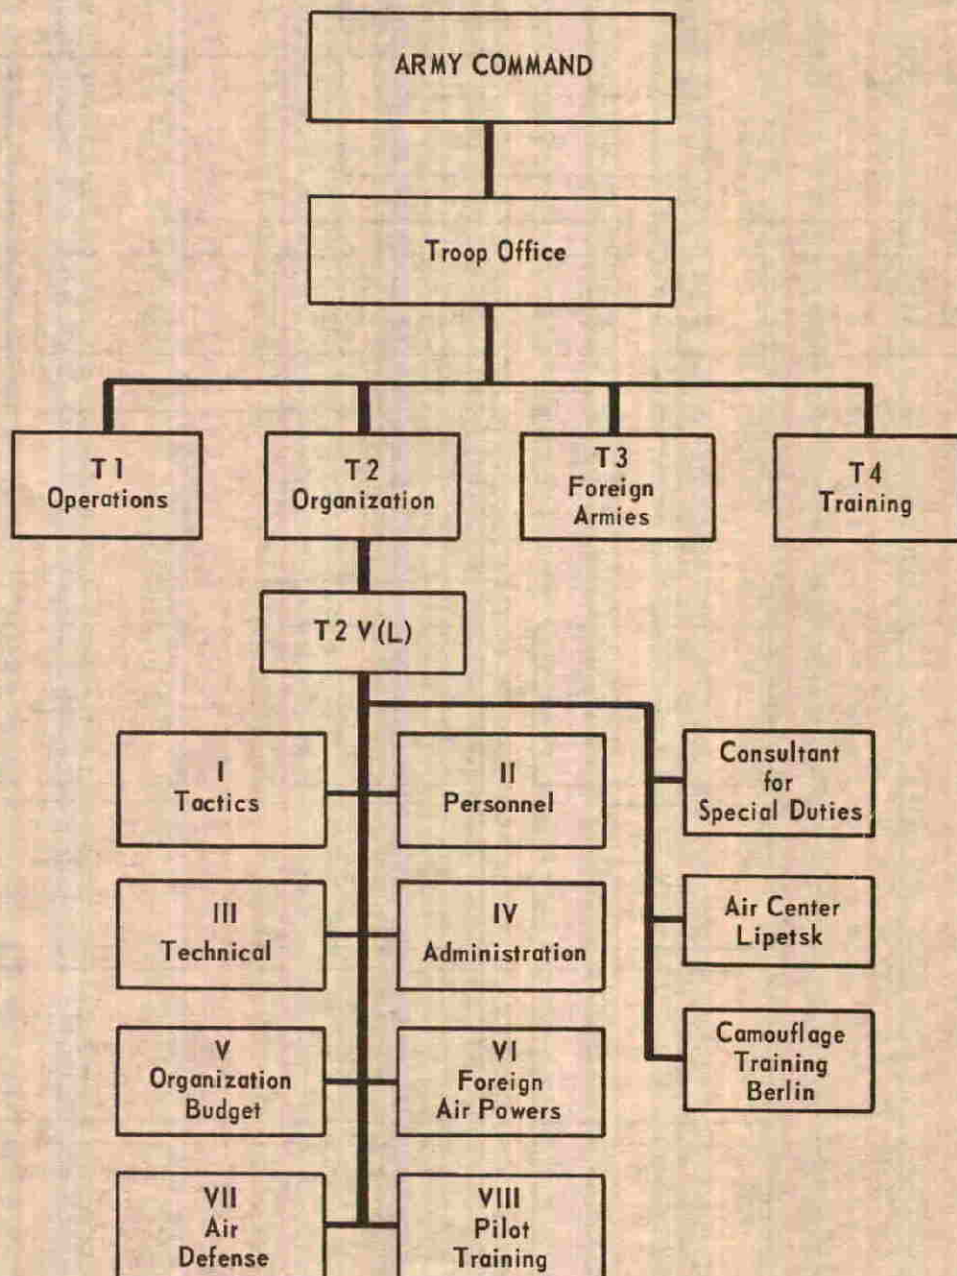 ARMY COMMAND
Troop Office
T1
Operations
T2
Organization
T3
Foreign
Armies
T4
Training
T2 V(L)
I
Tactics
II
Personnel
Consultant
for
Special Duties
III
Technical
IV
Administration
Air Center
Lipetsk
V
Organization
Budget
VI
Foreign
Air Powers
Camouflage
Training
Berlin
VII
Air
Defense
VIII
Pilot
Training